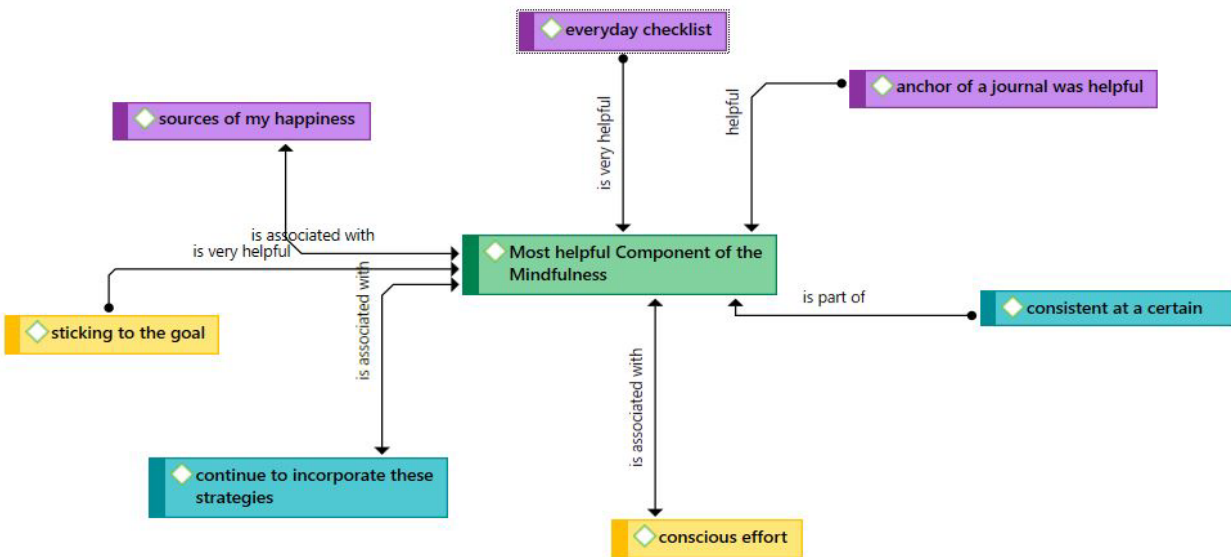 everyday checklist
anchor of a journal was helpful
sources of my happiness
is very helpful
helpful
is associated with
is very helpful
Most helpful Component of the
Mindfulness
is associated with
is part of
consistent at a certain
sticking to the goal
is associated with
continue to incorporate these
strategies
conscious effort